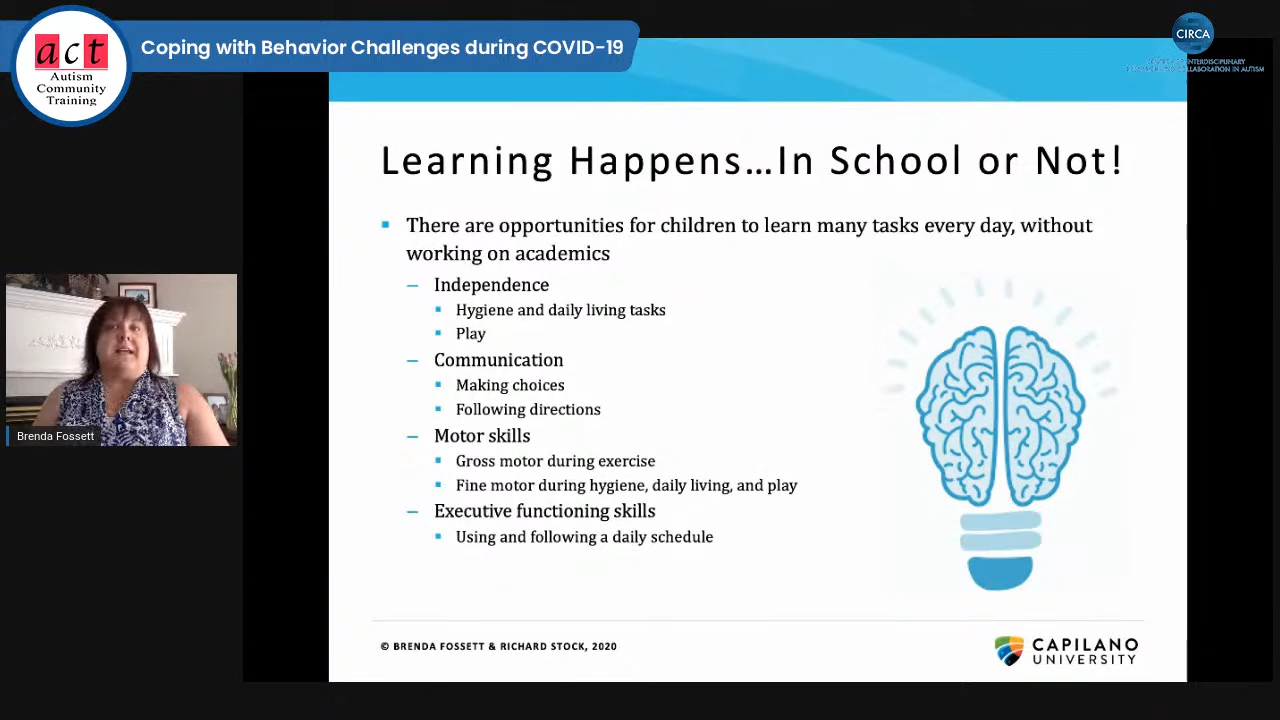 act
Autism
Community
Training
Coping with Behavior Challenges during COVID-19
CIRCA
INTERDISCIPLINARY
COLLABORATION IN AUTISM
Learning Happens...In School or Not!
There are opportunities for children to learn many tasks every day, without
working on academics
– Independence
Hygiene and daily living tasks
Play
– Communication
Making choices
Following directions
– Motor skills
Gross motor during exercise
Fine motor during hygiene, daily living, and play
– Executive functioning skills
Using and following a daily schedule
Brenda Fossett
© BRENDA FOSSETT & RICHARD STOCK, 2020
CAPILANO
UNIVERSITY